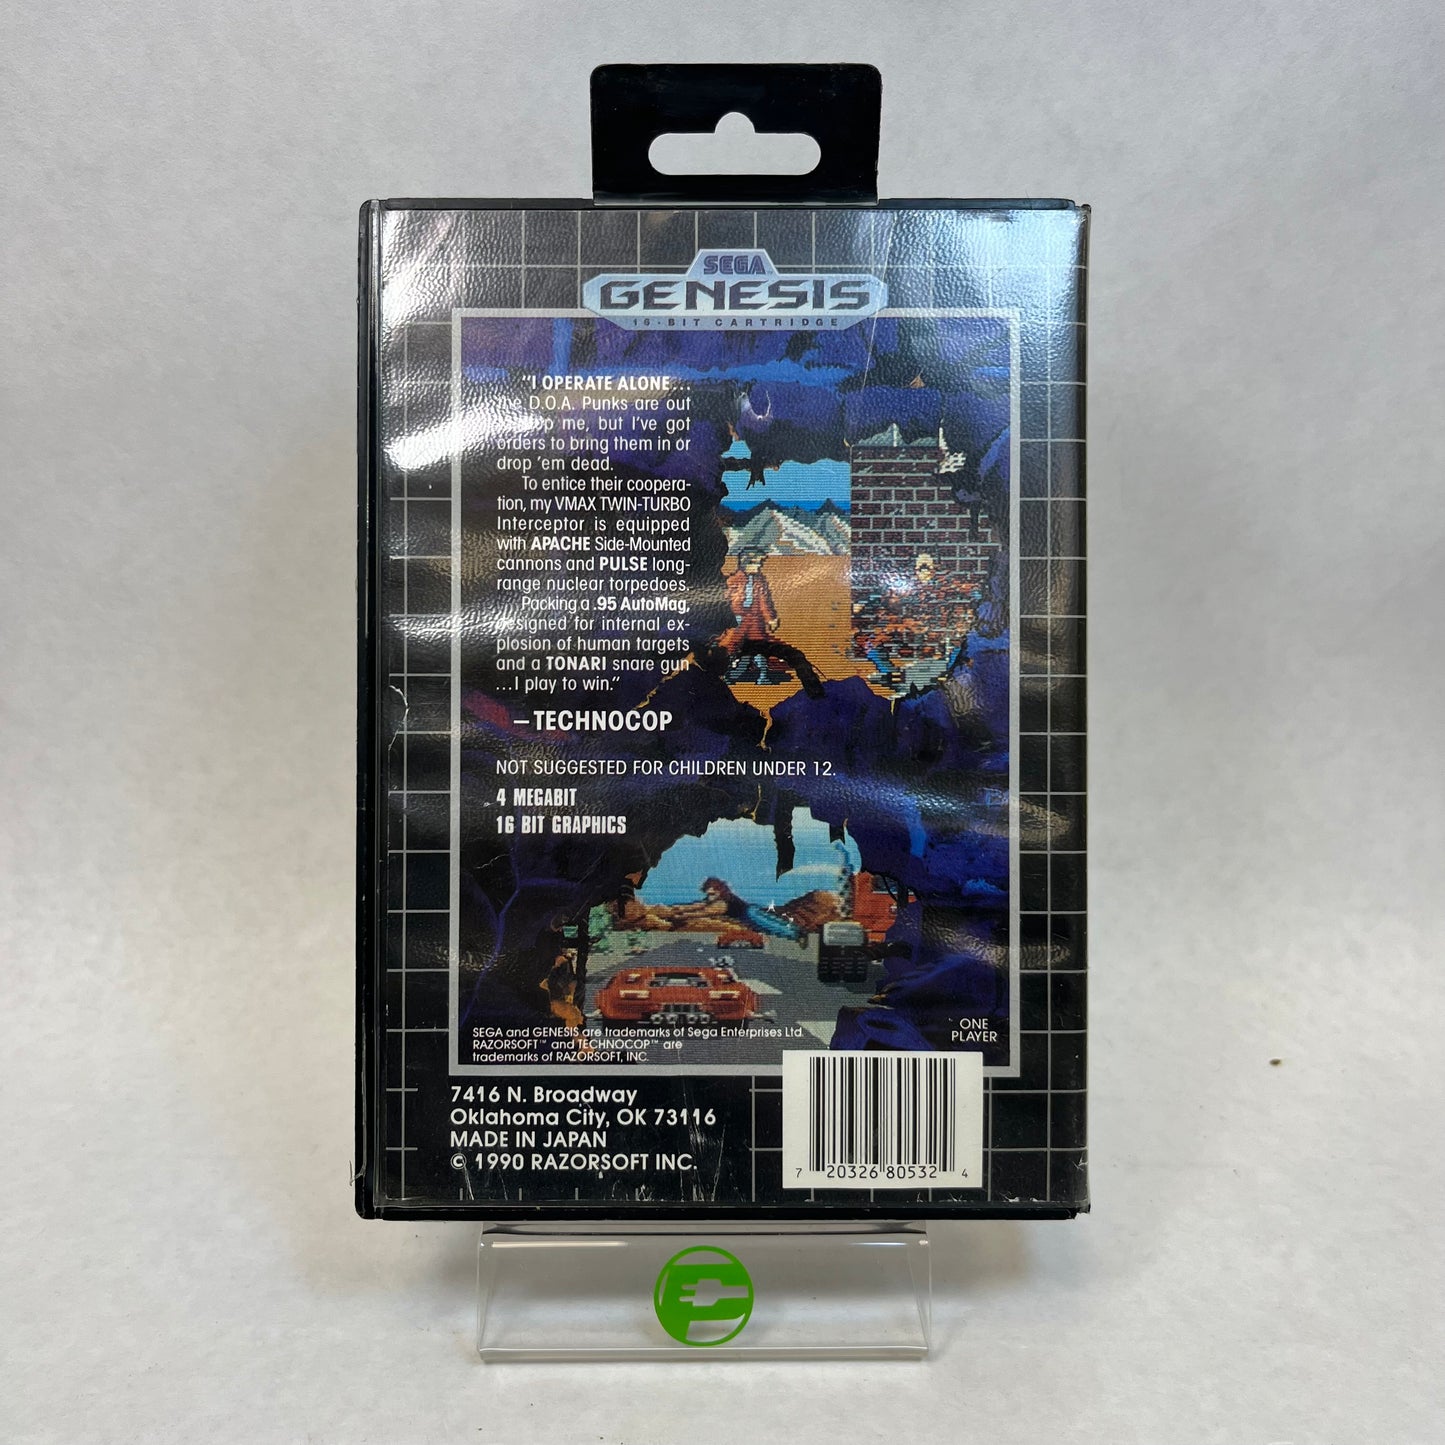 SEGA
GENESIS
16-BIT CARTRIDGE
"I OPERATE ALONE...
D.O.A. Punks are out
me, but I've got
orders to bring them in or
drop 'em dead.
To entice their coopera-
tion, my VMAX TWIN-TURBO
Interceptor is equipped
with APACHE Side-Mounted
cannons and PULSE long-
range nuclear torpedoes.
Packing a .95 AutoMag,
designed for internal ex-
plosion of human targets
and a TONARI snare gun
...I play to win."
–TECHNOCOP
NOT SUGGESTED FOR CHILDREN UNDER 12.
4 MEGABIT
16 BIT GRAPHICS
SEGA and GENESIS are trademarks of Sega Enterprises Ltd.
RAZORSOFT™ and TECHNOCOP™ are
trademarks of RAZORSOFT, INC.
ONE
PLAYER
7416 N. Broadway
Oklahoma City, OK 73116
MADE IN JAPAN
© 1990 RAZORSOFT INC.
7 20326 80532 4